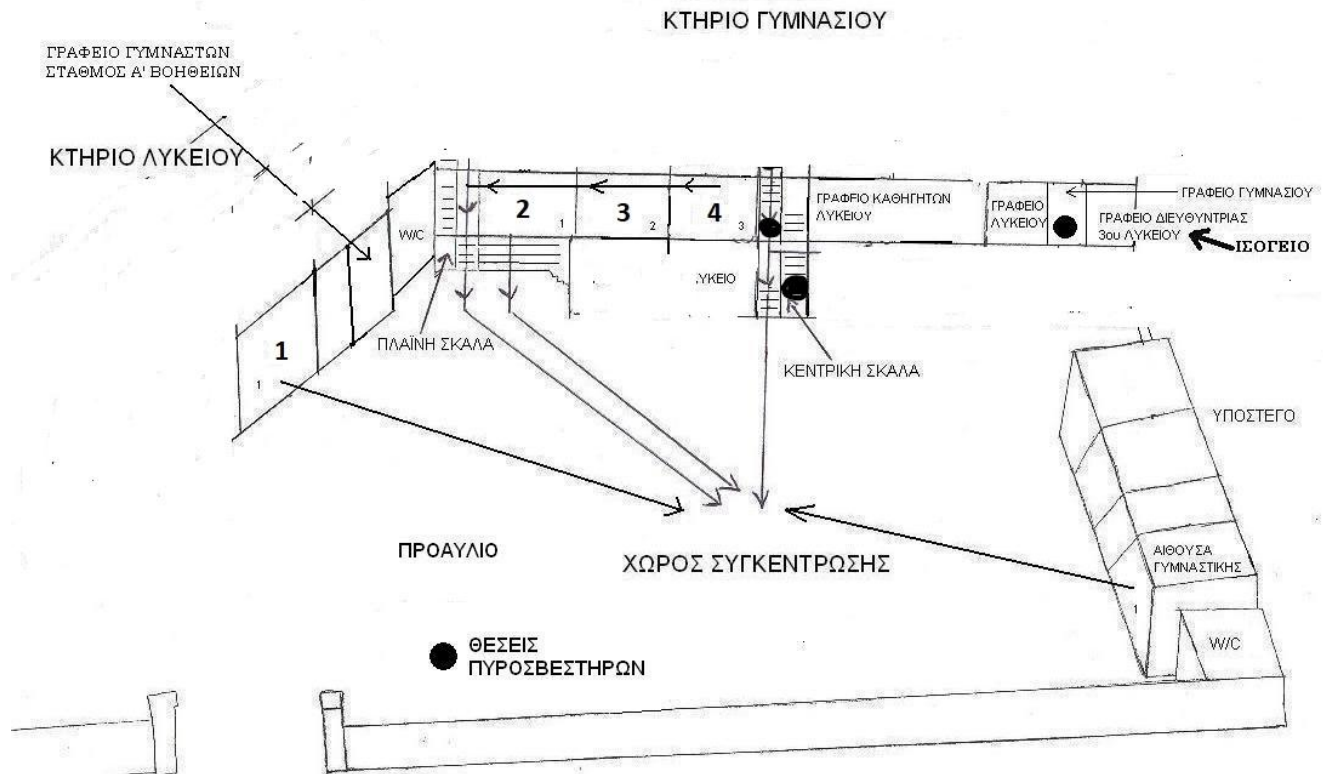 ΚΤΗΡΙΟ ΓΥΜΝΑΣΙΟΥ
ΓΡΑΦΕΙΟ ΓΥΜΝΑΣΤΩΝ
ΣΤΑΘΜΟΣ Α' ΒΟΗΘΕΙΩΝ
ΚΤΗΡΙΟ ΛΥΚΕΙΟΥ
W/C
2
1
3
2
4
3
ΓΡΑΦΕΙΟ ΚΑΘΗΓΗΤΩΝ
ΛΥΚΕΙΟΥ
ΓΡΑΦΕΙΟ
ΛΥΚΕΙΟΥ
ΓΡΑΦΕΙΟ ΓΥΜΝΑΣΙΟΥ
ΓΡΑΦΕΙΟ ΔΙΕΥΘΥΝΤΡΙΑΣ
3ου ΛΥΚΕΙΟΥ
ΙΣΟΓΕΙΟ
ΥΚΕΙΟ
ΠΛΑΪΝΗ ΣΚΑΛΑ
ΚΕΝΤΡΙΚΗ ΣΚΑΛΑ
1
1
ΥΠΟΣΤΕΓΟ
ΠΡΟΑΥΛΙΟ
ΧΩΡΟΣ ΣΥΓΚΕΝΤΡΩΣΗΣ
ΑΙΘΟΥΣΑ
ΓΥΜΝΑΣΤΙΚΗΣ
1
W/C
ΘΕΣΕΙΣ
ΠΥΡΟΣΒΕΣΤΗΡΩΝ